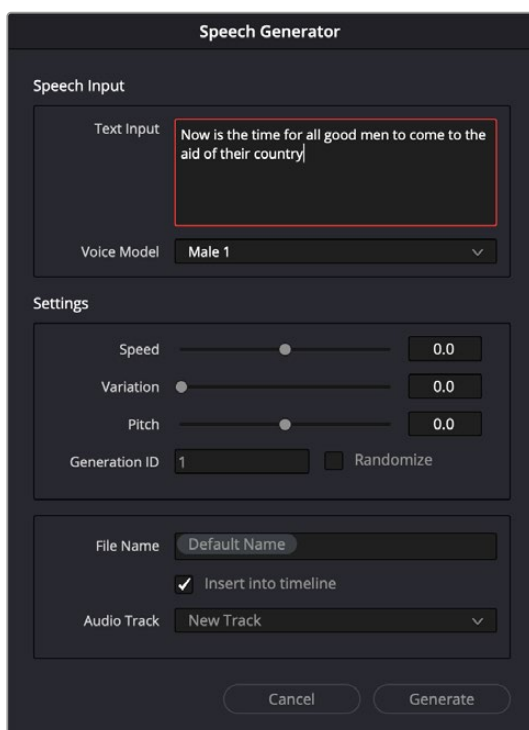 Speech Generator
Speech Input
Text Input
Now is the time for all good men to come to the
aid of their country
Voice Model Male 1
Settings
Speed 0.0
Variation 0.0
Pitch 0.0
Generation ID 1 Randomize
File Name Default Name
Insert into timeline
Audio Track New Track
Cancel Generate